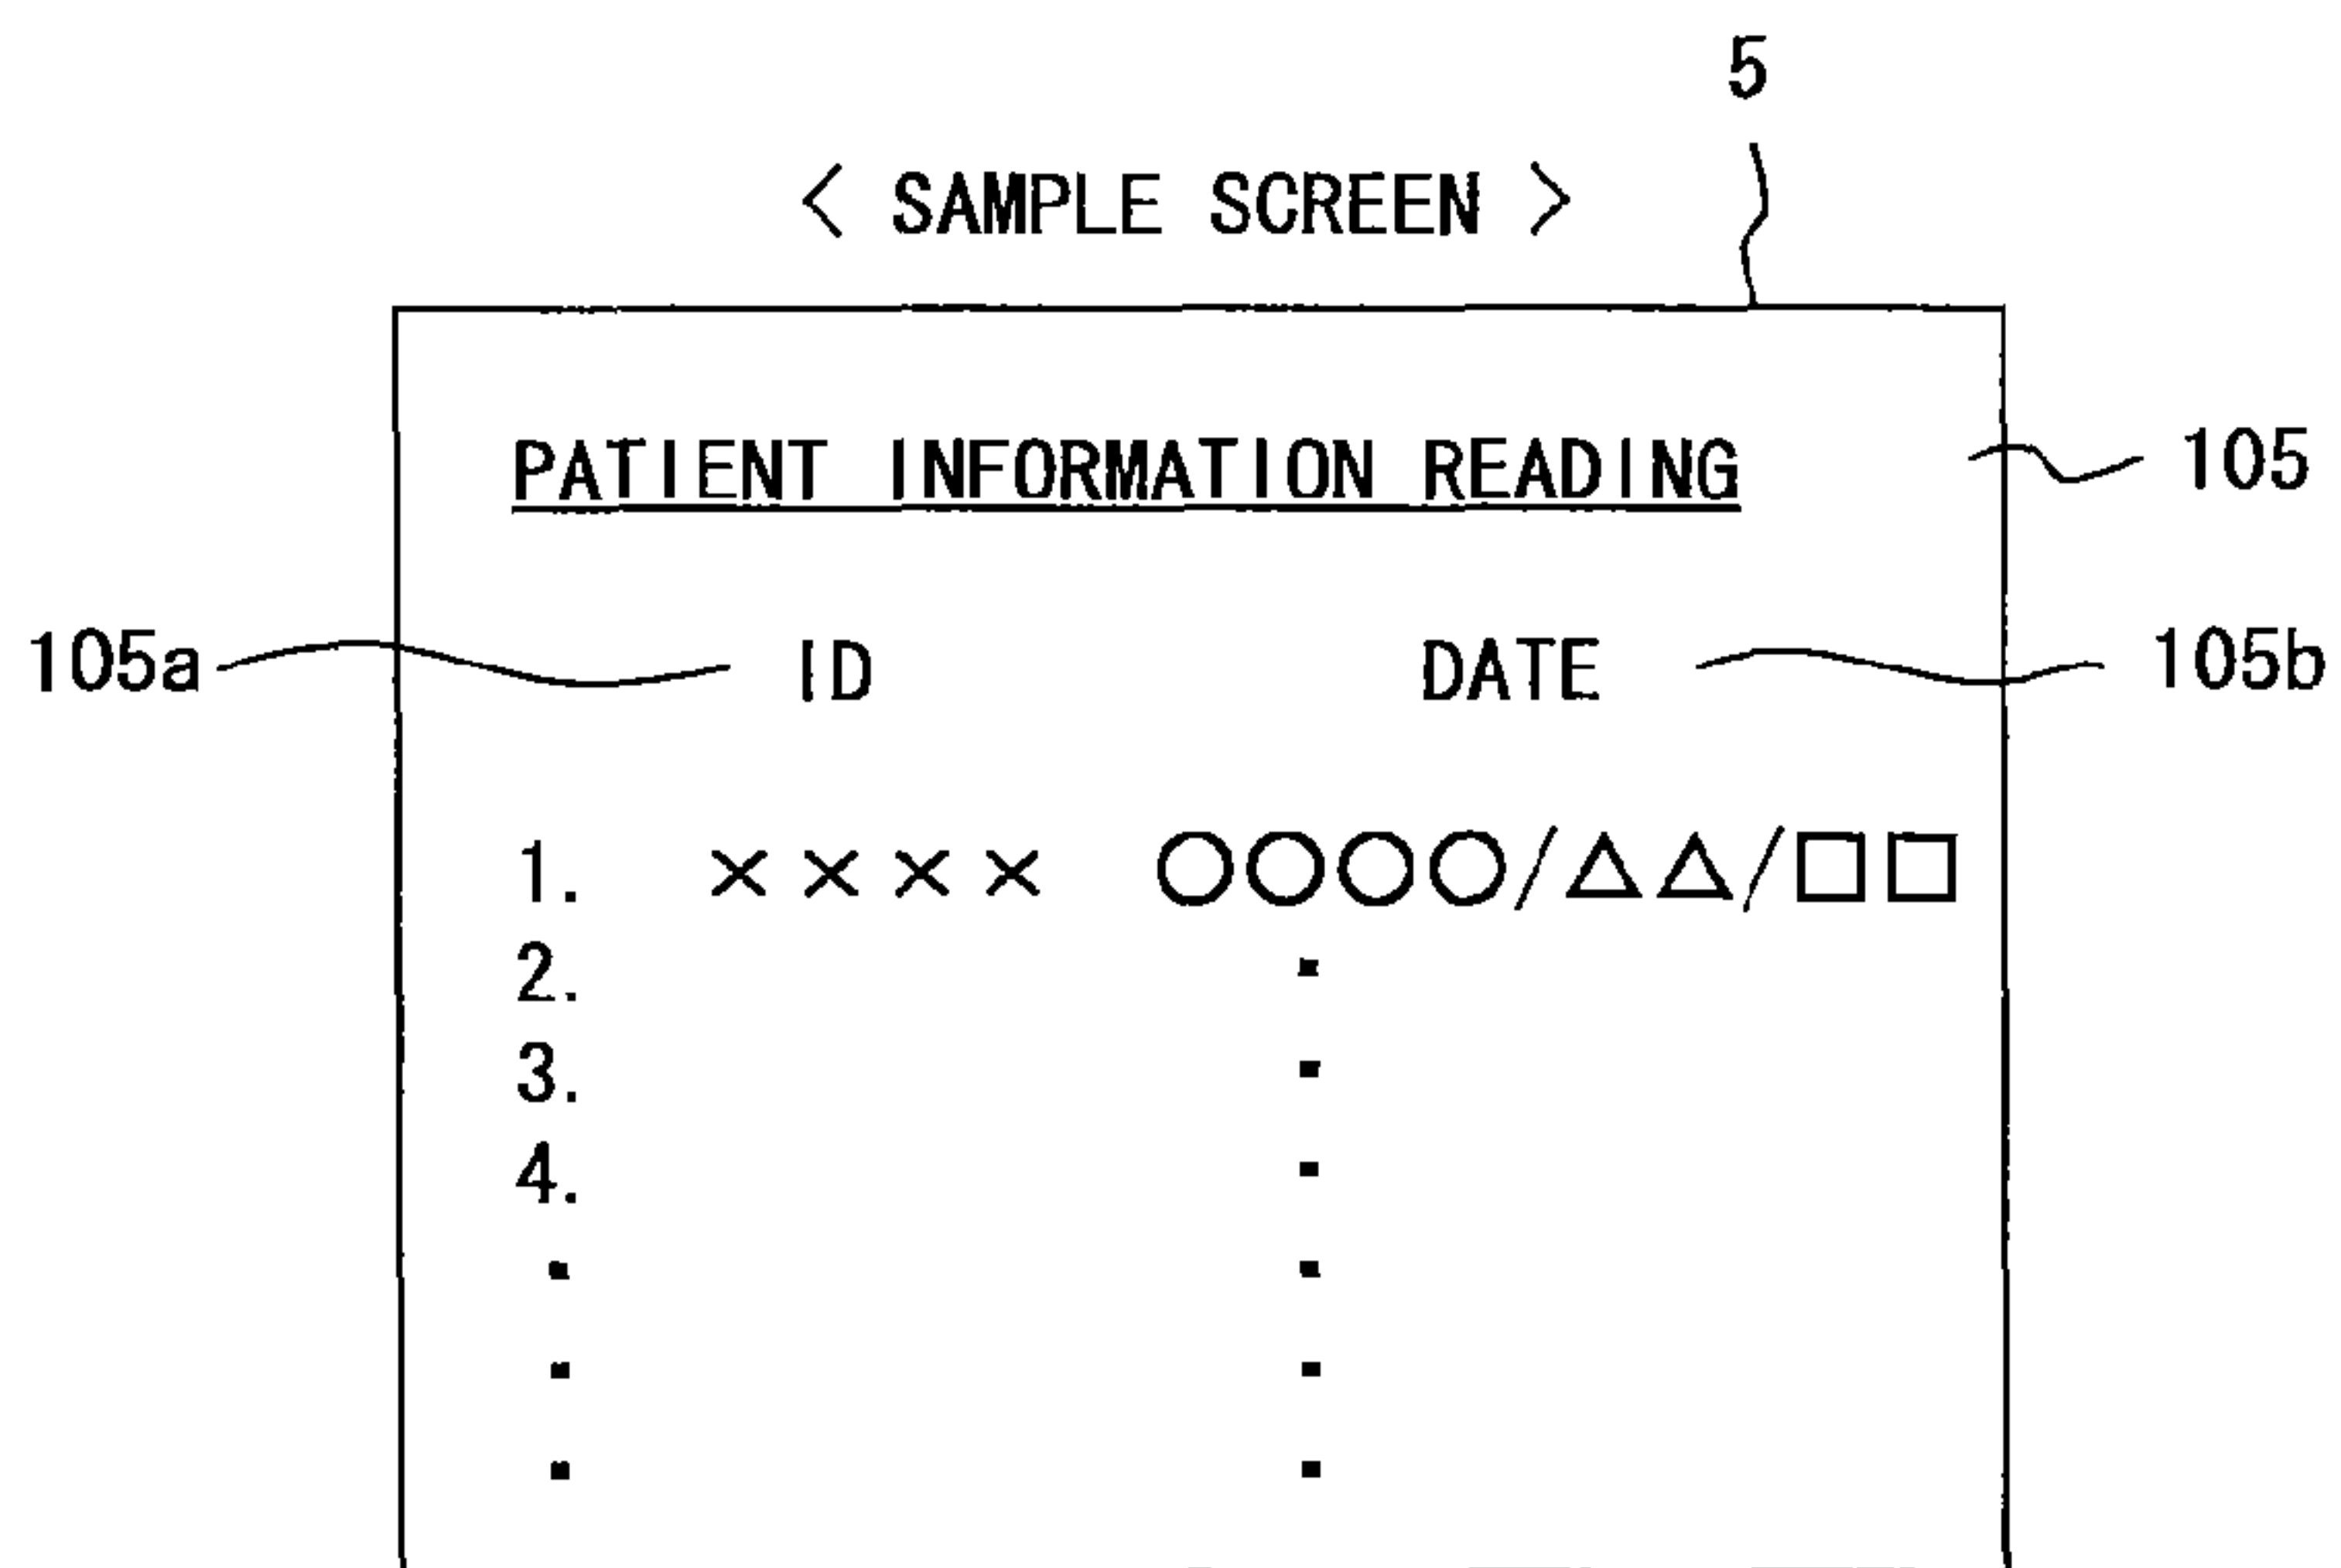 5
< SAMPLE SCREEN >
PATIENT INFORMATION READING 105
105a ID DATE 105b
1. ×××× ○○○○/△△/□□
2. ・
3. ・
4. ・
・ ・
・ ・
・ ・